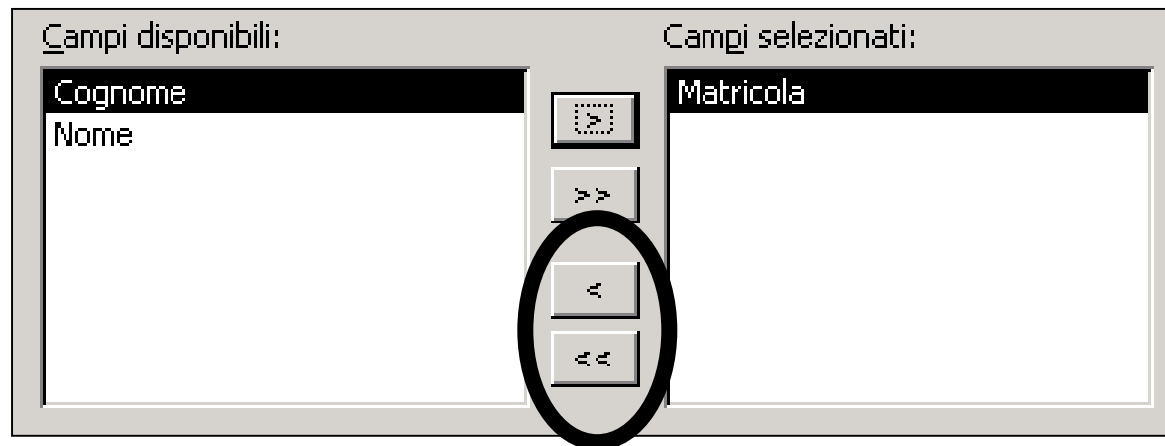 Campi disponibili:
Campi selezionati:
Cognome
Nome
Matricola
>
>>
<
<<